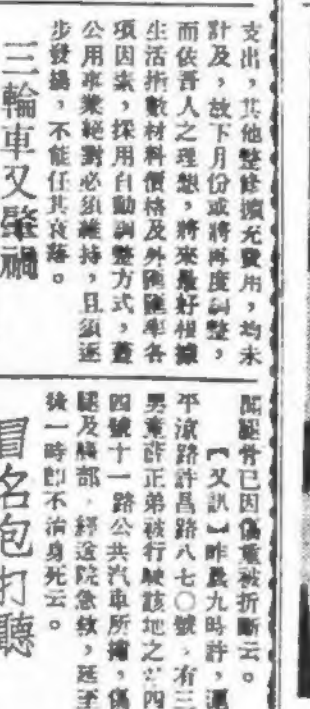 支出，其他整修擴充費用，均未
計及，故下月份或將再度調整，
而依吾人之理想，將來最好根據
生活指數材料價格及外匯匯率各
項因素，採用自動調整方式，蓋
公用事業絕對必須維持，且須逐
步發揚，不能任其衰落。
三輪車又肇禍
間腿骨已因傷重被折斷云。
【又訊】昨晨九時許，滬
平涼路許昌路八七〇號，有三
男童薛正弟被行駛該地之四
四號十一路公共汽車所撞，傷
腿及胸部，經送院急救，延至
後一時卽不治身死云。
冒名包打聽